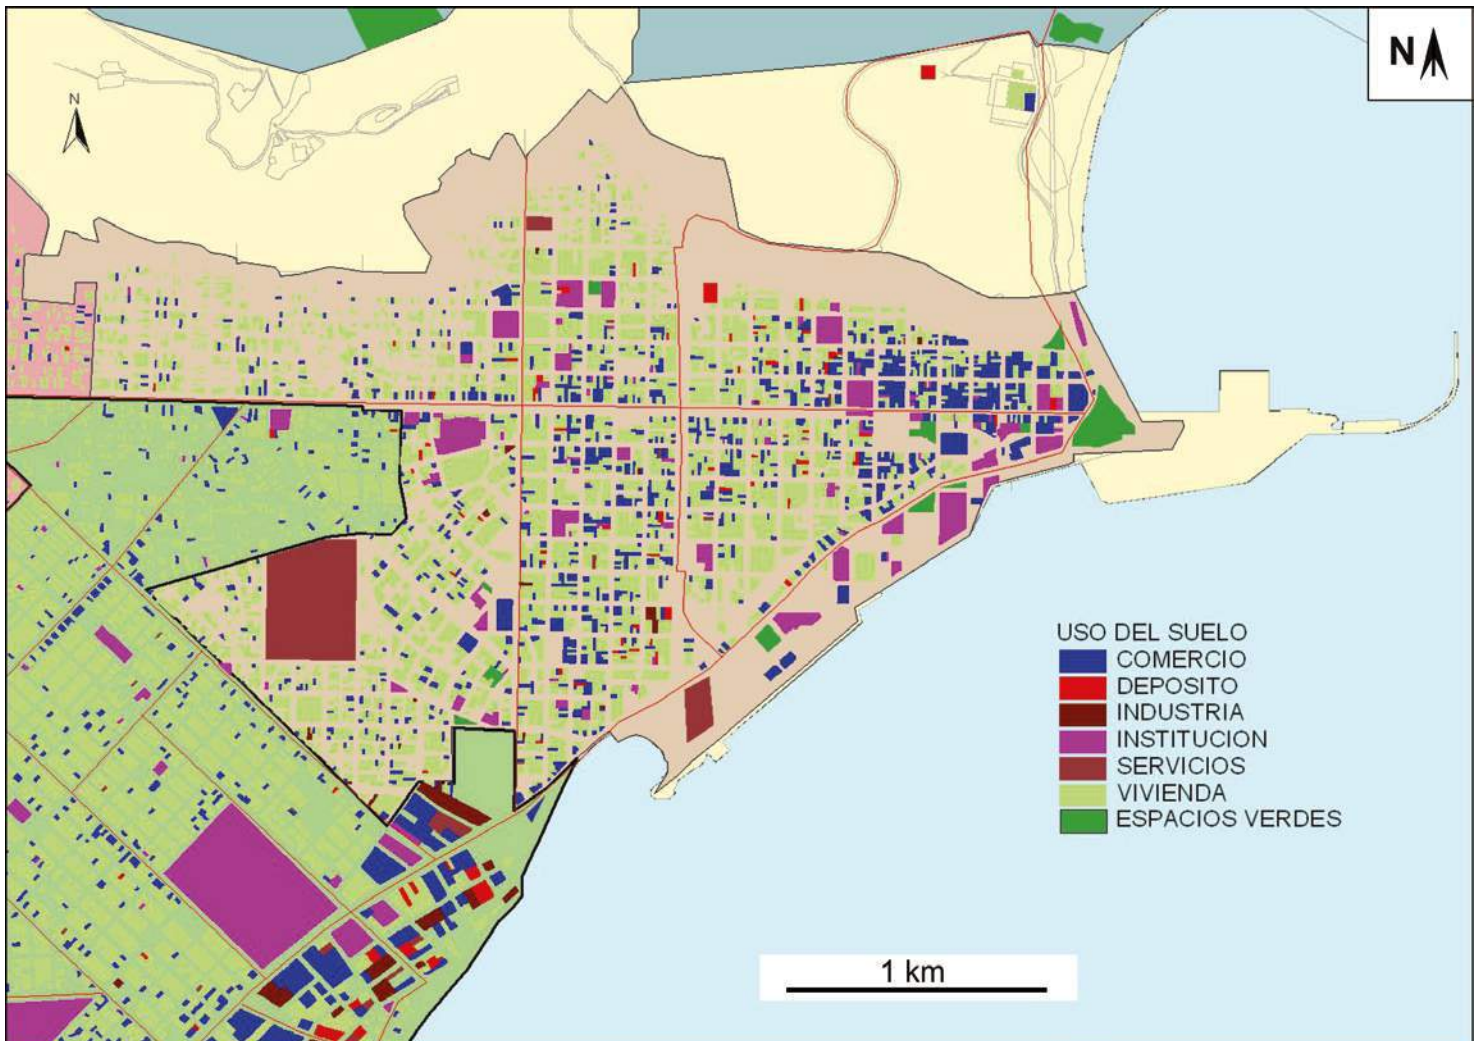 N
N
USO DEL SUELO
COMERCIO
DEPOSITO
INDUSTRIA
INSTITUCION
SERVICIOS
VIVIENDA
ESPACIOS VERDES
1 km